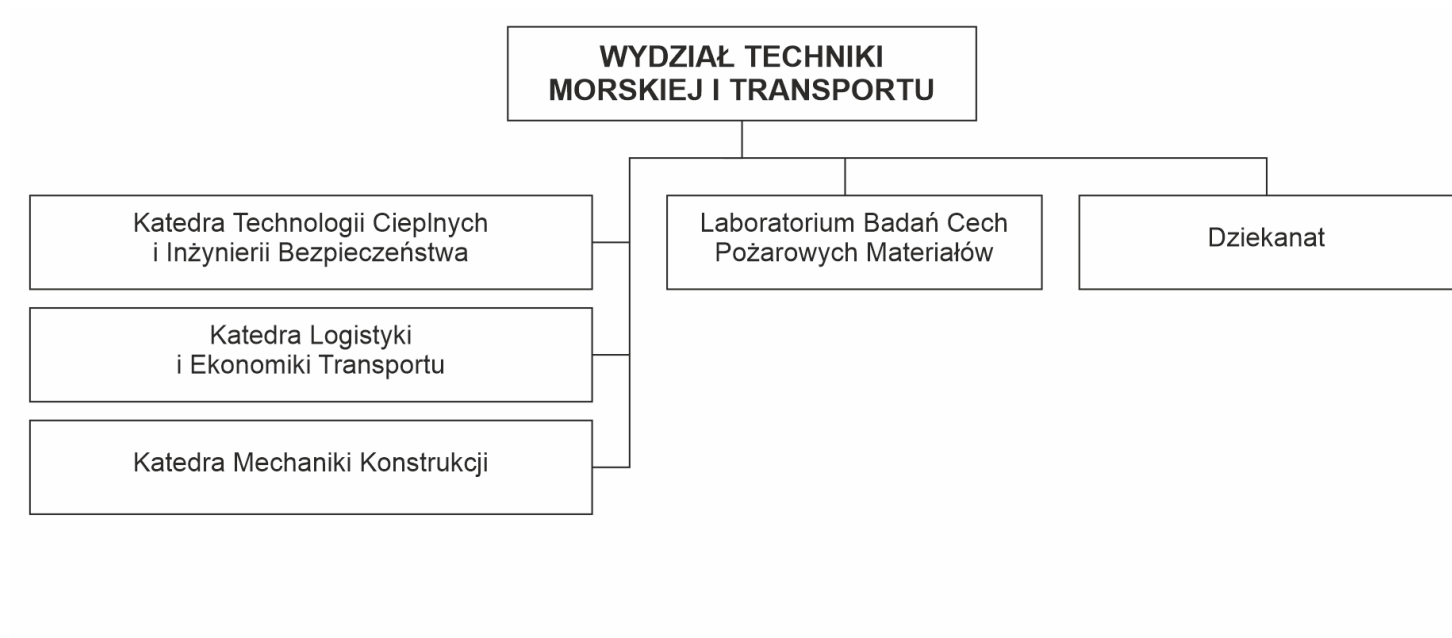 WYDZIAŁ TECHNIKI
MORSKIEJ I TRANSPORTU
Katedra Technologii Cieplnych
i Inżynierii Bezpieczeństwa
Laboratorium Badań Cech
Pożarowych Materiałów
Dziekanat
Katedra Logistyki
i Ekonomiki Transportu
Katedra Mechaniki Konstrukcji